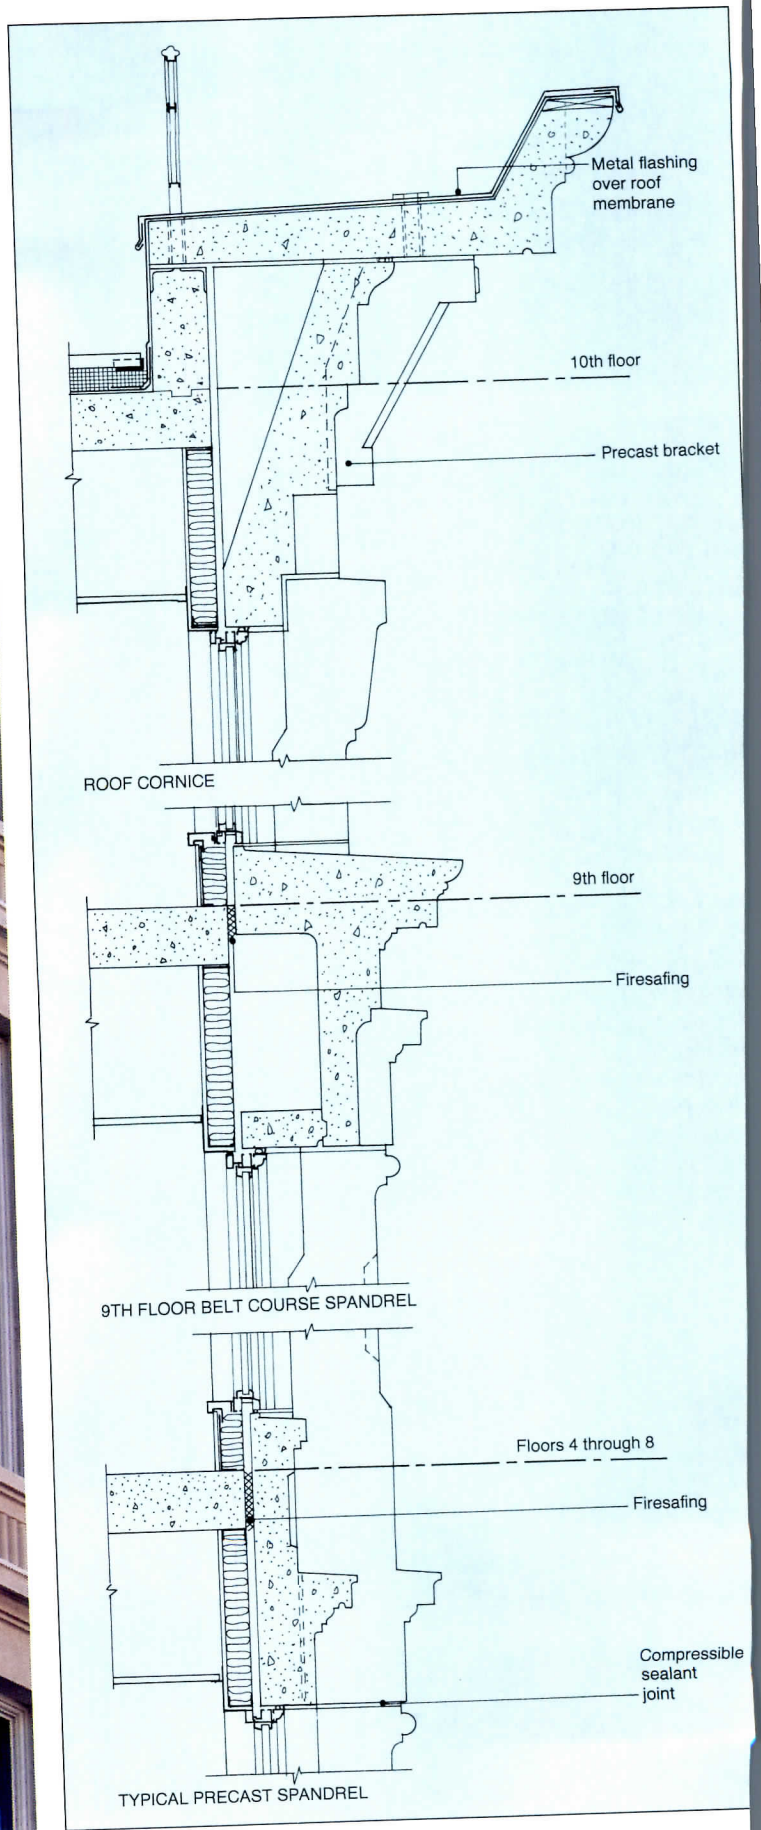 Metal flashing
over roof
membrane
10th floor
Precast bracket
ROOF CORNICE
9th floor
Firesafing
9TH FLOOR BELT COURSE SPANDREL
Floors 4 through 8
Firesafing
Compressible
sealant
joint
TYPICAL PRECAST SPANDREL